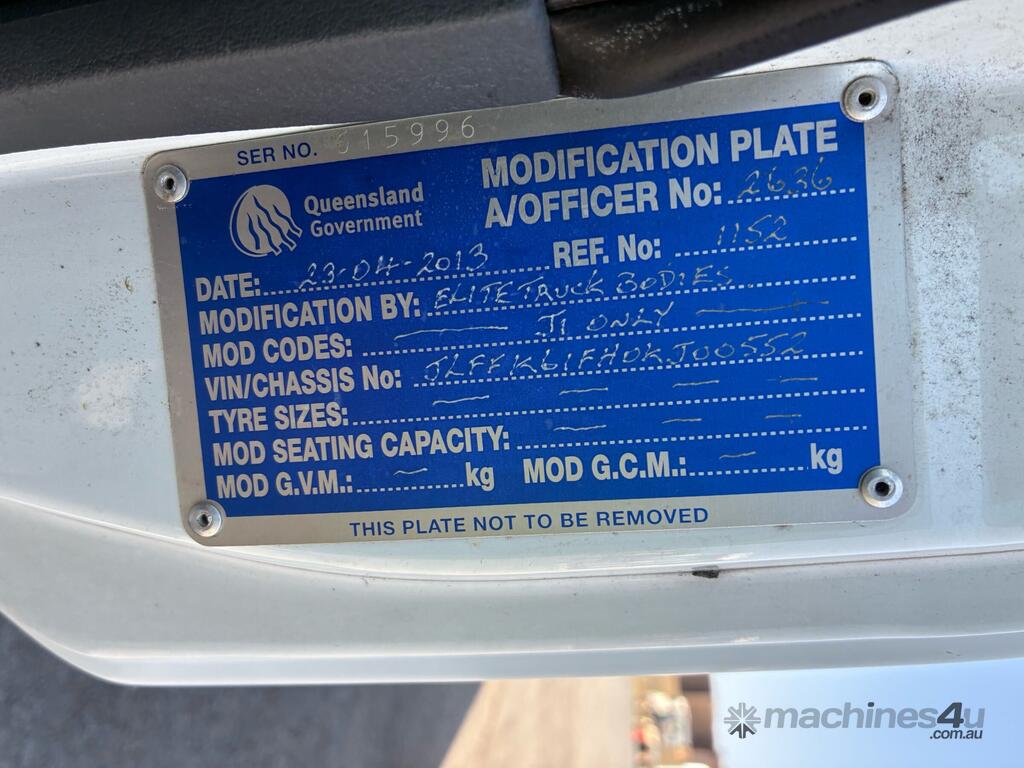 SER NO. 615996
Queensland
Government
MODIFICATION PLATE
A/OFFICER No: 2636
DATE: 23-04-2013 REF. No: 1152
MODIFICATION BY: ELITE TRUCK BODIES
MOD CODES: — J1 ONLY —
VIN/CHASSIS No: JLFFK61FH0KJ00552
TYRE SIZES: — — — —
MOD SEATING CAPACITY: — — —
MOD G.V.M.: — kg MOD G.C.M.: — kg
THIS PLATE NOT TO BE REMOVED
machines4u
.com.au